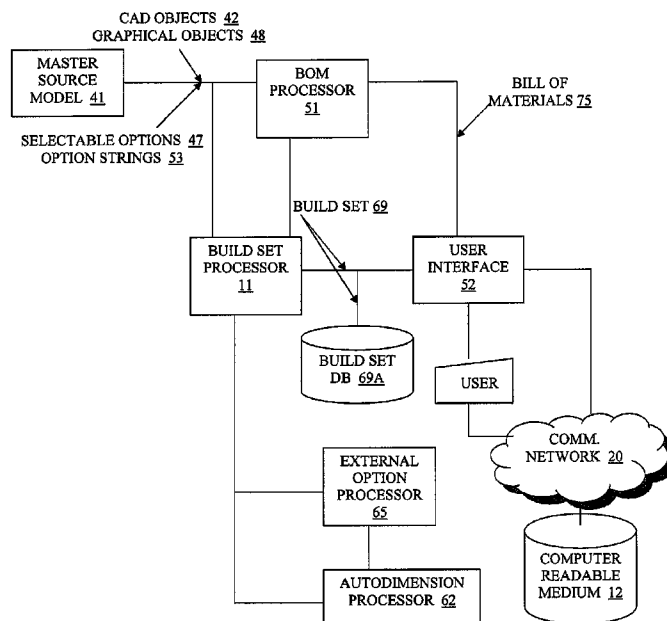 CAD OBJECTS 42
GRAPHICAL OBJECTS 48
MASTER
SOURCE
MODEL 41
BOM
PROCESSOR
51
BILL OF
MATERIALS 75
SELECTABLE OPTIONS 47
OPTION STRINGS 53
BUILD SET 69
BUILD SET
PROCESSOR
11
USER
INTERFACE
52
BUILD SET
DB 69A
USER
COMM.
NETWORK 20
EXTERNAL
OPTION
PROCESSOR
65
COMPUTER
READABLE
MEDIUM 12
AUTODIMENSION
PROCESSOR 62